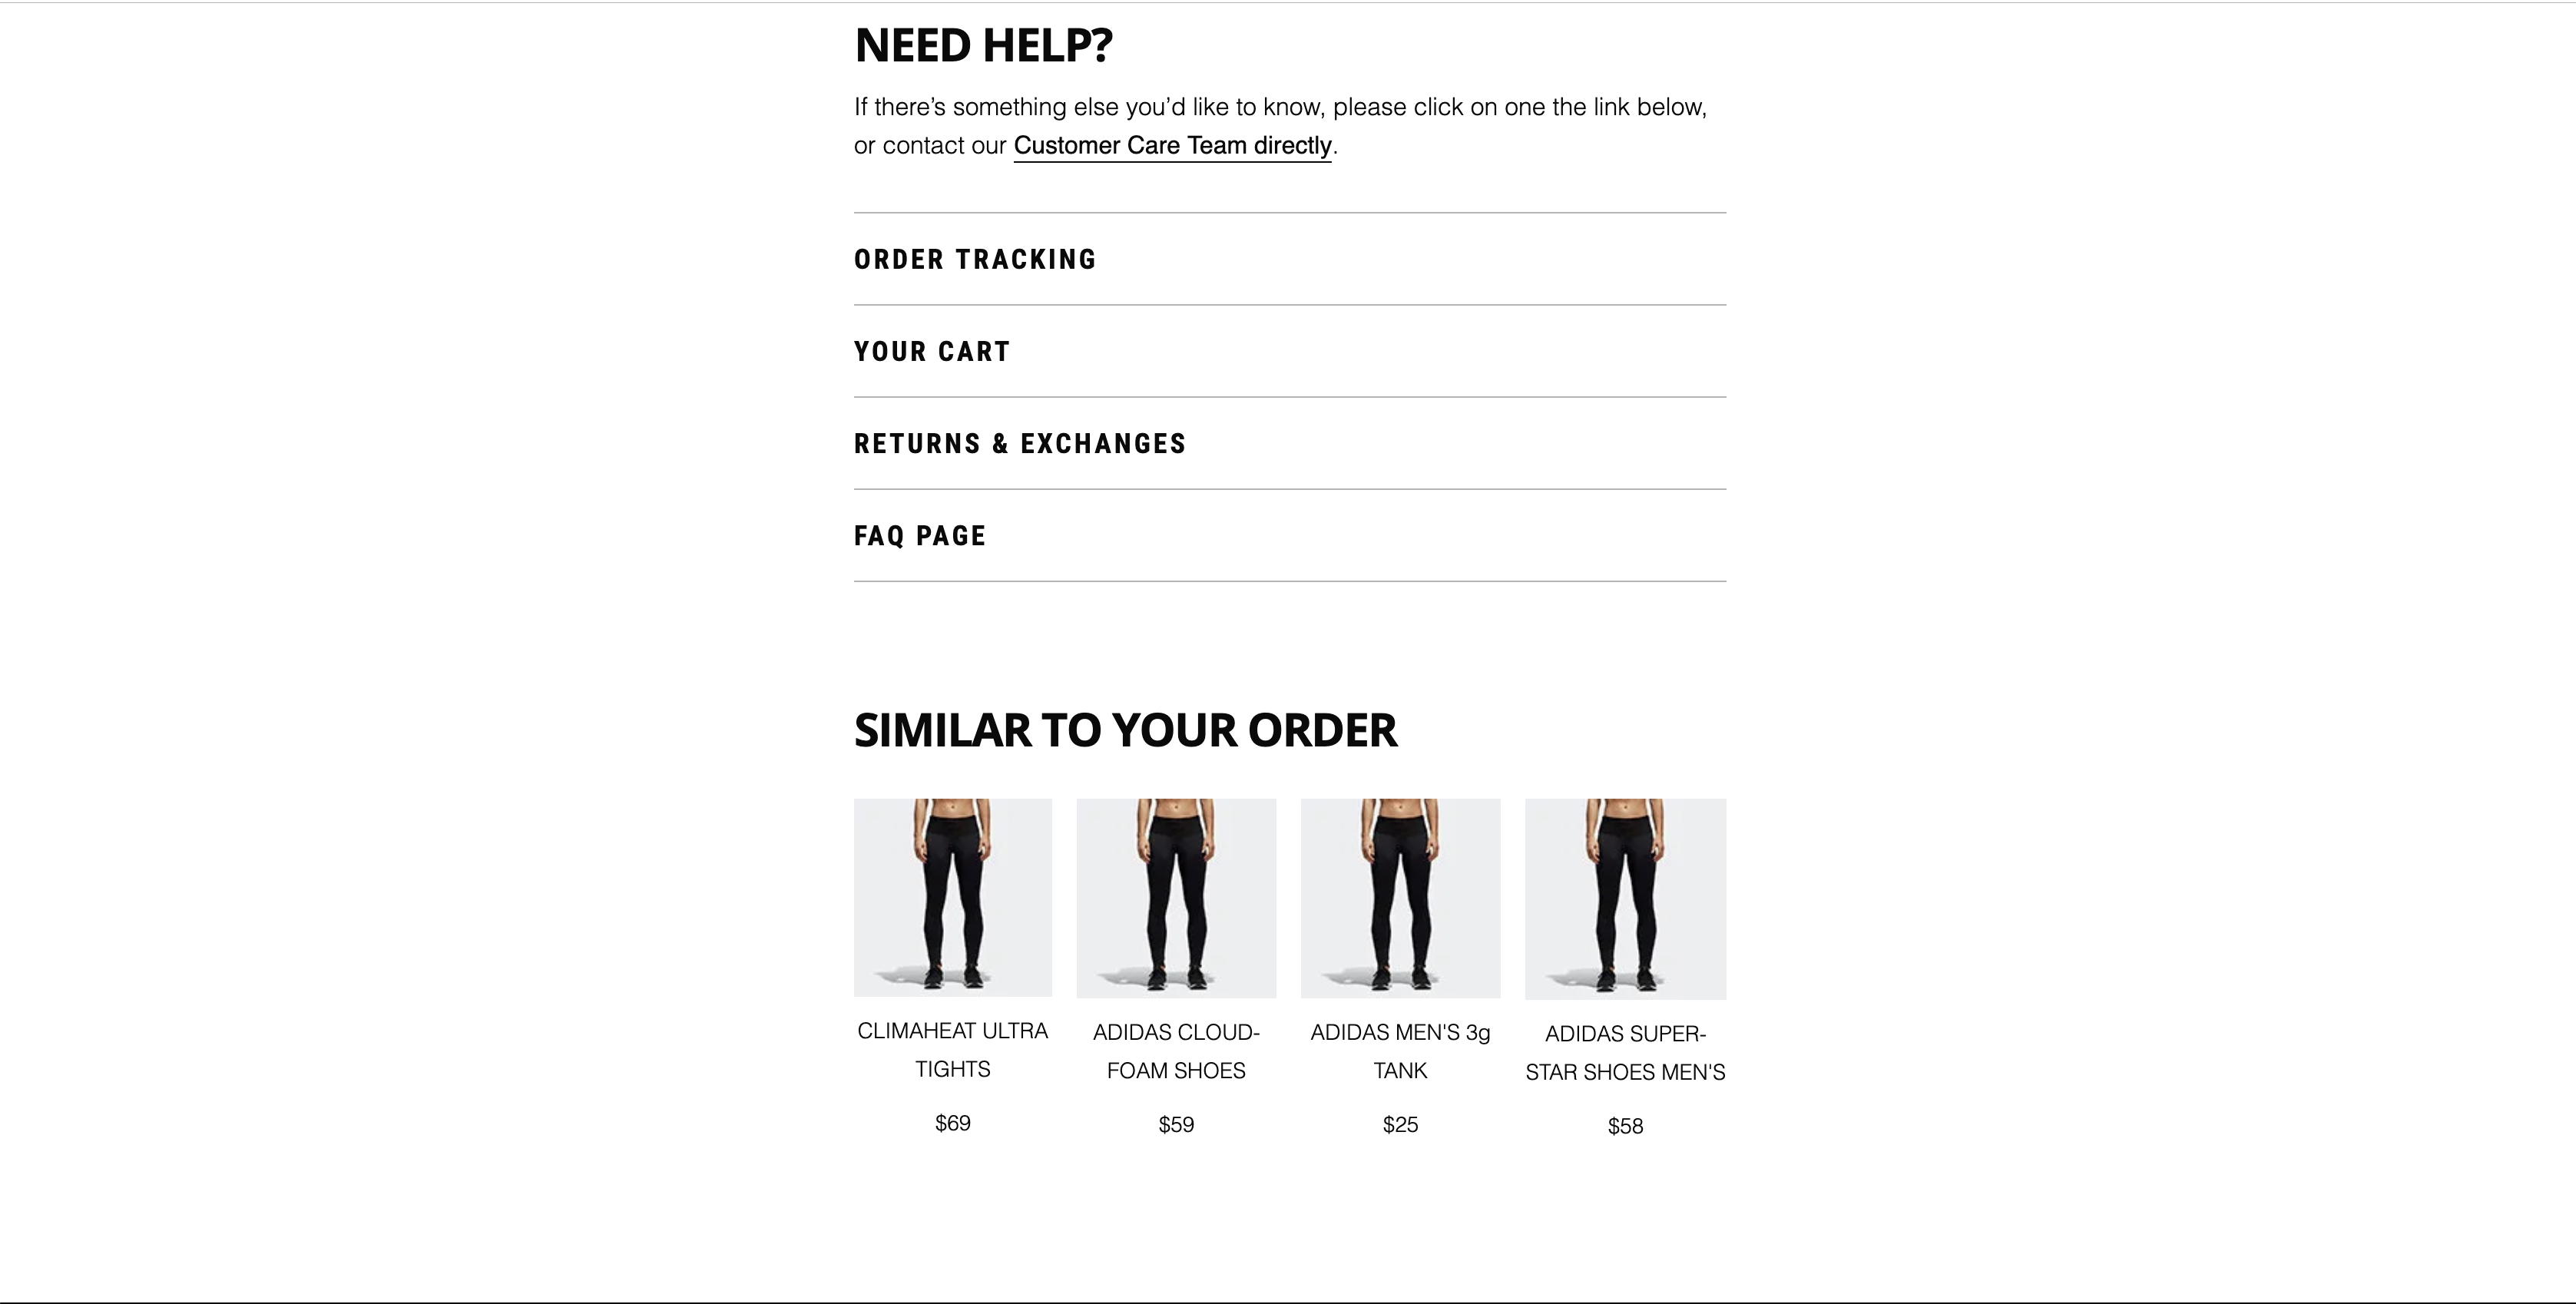 NEED HELP?
If there’s something else you’d like to know, please click on one the link below,
or contact our Customer Care Team directly.
ORDER TRACKING
YOUR CART
RETURNS & EXCHANGES
FAQ PAGE
SIMILAR TO YOUR ORDER
CLIMAHEAT ULTRA
TIGHTS
$69
ADIDAS CLOUD-
FOAM SHOES
$59
ADIDAS MEN'S 3g
TANK
$25
ADIDAS SUPER-
STAR SHOES MEN'S
$58